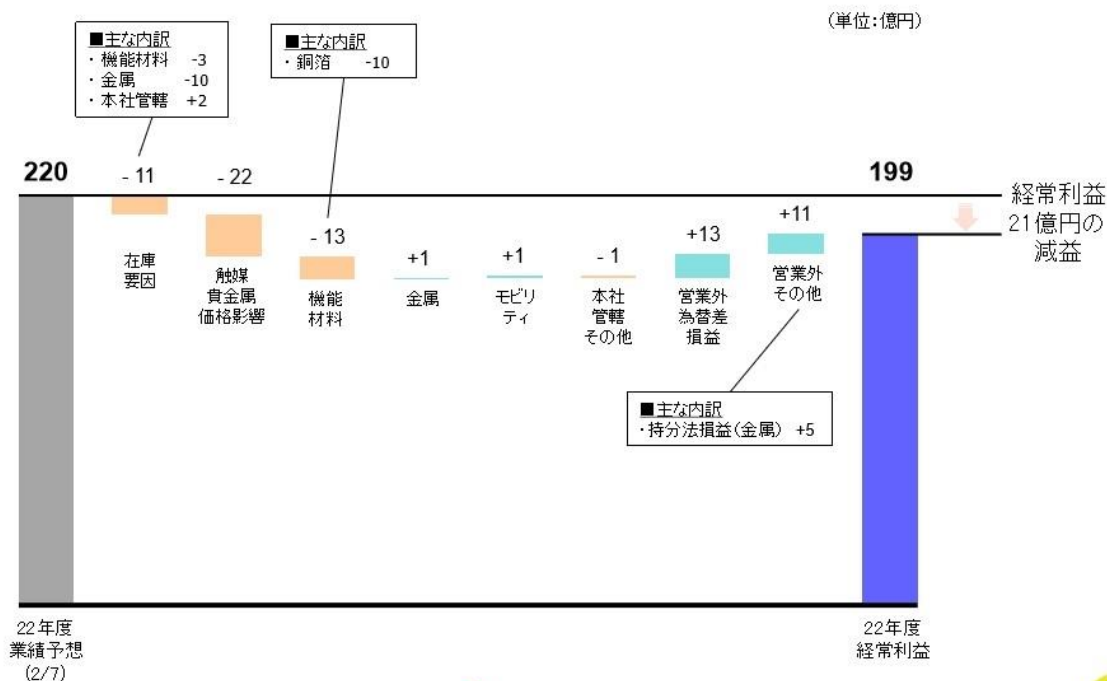 (単位:億円)
■主な内訳
・機能材料 -3
・金属 -10
・本社管轄 +2
■主な内訳
・銅箔 -10
220
- 11
- 22
- 13
+1
+1
- 1
+13
+11
199
経常利益
21億円の
減益
在庫
要因
触媒
貴金属
価格影響
機能
材料
金属
モビリ
ティ
本社
管轄
その他
営業外
為替差
損益
営業外
その他
■主な内訳
・持分法損益(金属) +5
22年度
業績予想
(2/7)
22年度
経常利益